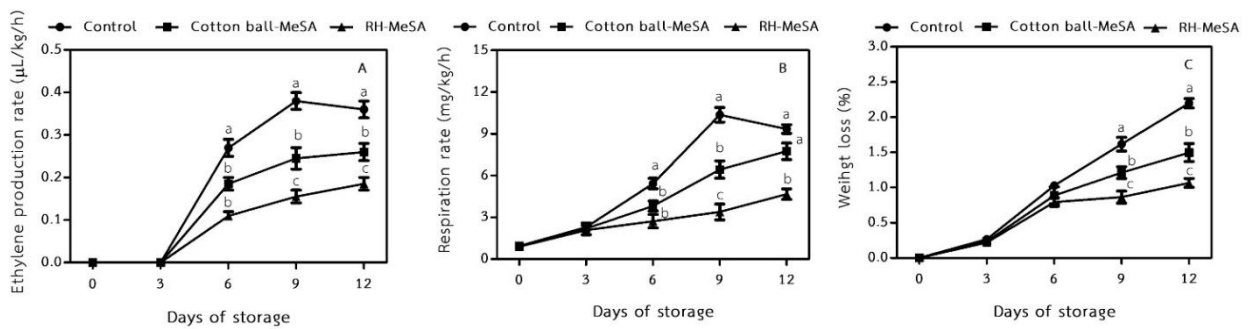 Control Cotton ball-MeSA RH-MeSA
Ethylene production rate (µL/kg/h)
0.5
0.4
0.3
0.2
0.1
0.0
A
a
a
a
b
b
b
c
c
b
0 3 6 9 12
Days of storage
Control Cotton ball-MeSA RH-MeSA
Respiration rate (mg/kg/h)
15
12
9
6
3
0
B
a
a
a
a
b
b
b
c
b
0 3 6 9 12
Days of storage
Control Cotton ball-MeSA RH-MeSA
Weihgt loss (%)
3.0
2.5
2.0
1.5
1.0
0.5
0.0
C
a
a
b
b
c
c
0 3 6 9 12
Days of storage